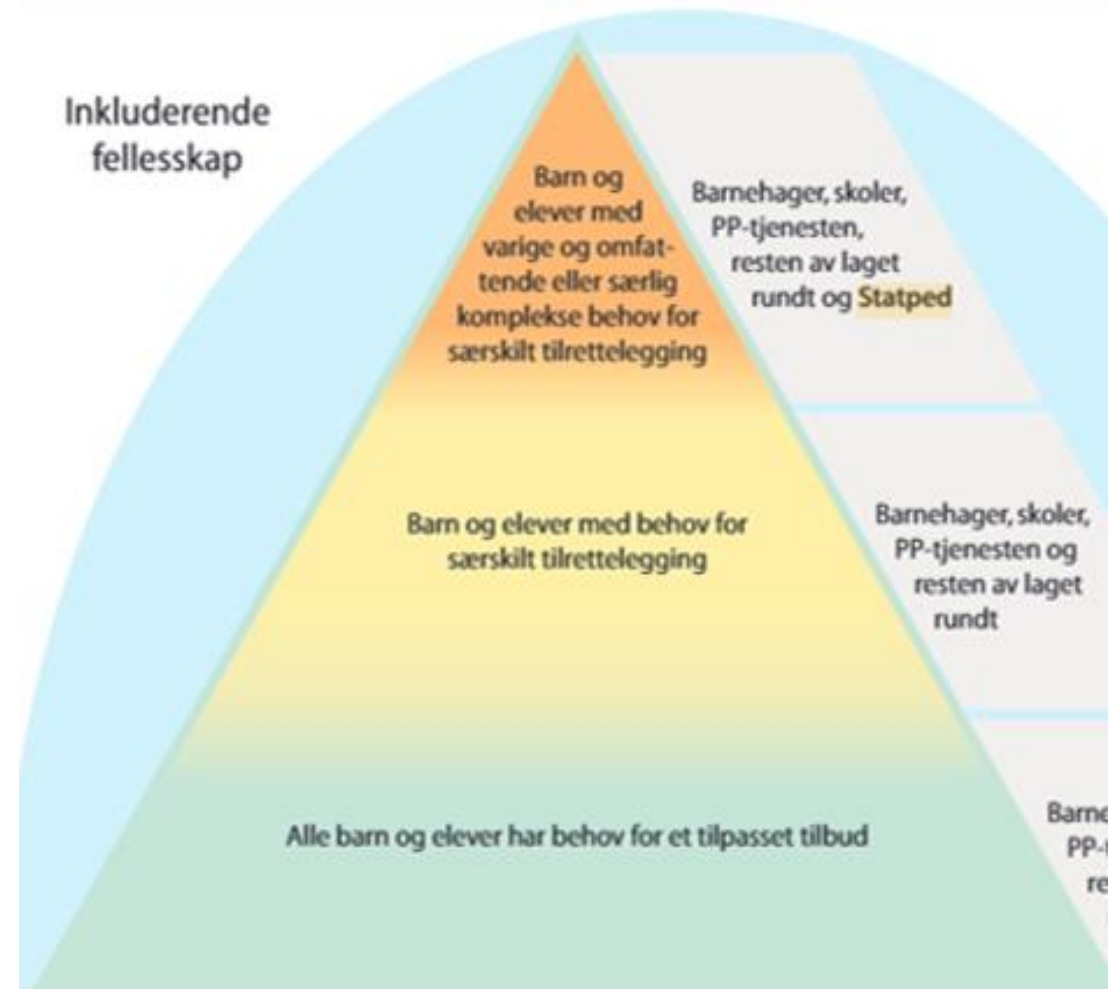 Inkluderende
fellesskap
Barn og
elever med
varige og omfat-
tende eller særlig
komplekse behov for
særskilt tilrettelegging
Barnehager, skoler,
PP-tjenesten,
resten av laget
rundt og Statped
Barn og elever med behov for
særskilt tilrettelegging
Barnehager, skoler,
PP-tjenesten og
resten av laget
rundt
Alle barn og elever har behov for et tilpasset tilbud